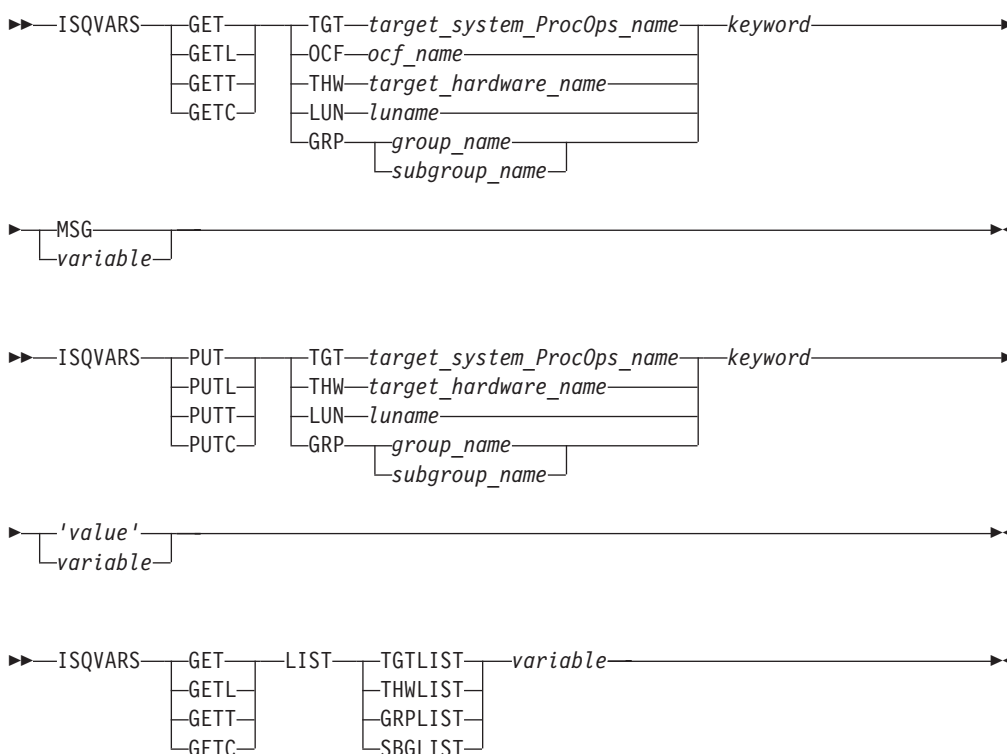 ISQVARS GET TGT target_system_ProcOps_name keyword
GETL OCF ocf_name
GETT THW target_hardware_name
GETC LUN luname
GRP group_name
subgroup_name
MSG
variable
ISQVARS PUT TGT target_system_ProcOps_name keyword
PUTL THW target_hardware_name
PUTT LUN luname
PUTC GRP group_name
subgroup_name
'value'
variable
ISQVARS GET LIST TGTLIST variable
GETL THWLIST
GETT GRPLIST
GETC SBGLIST